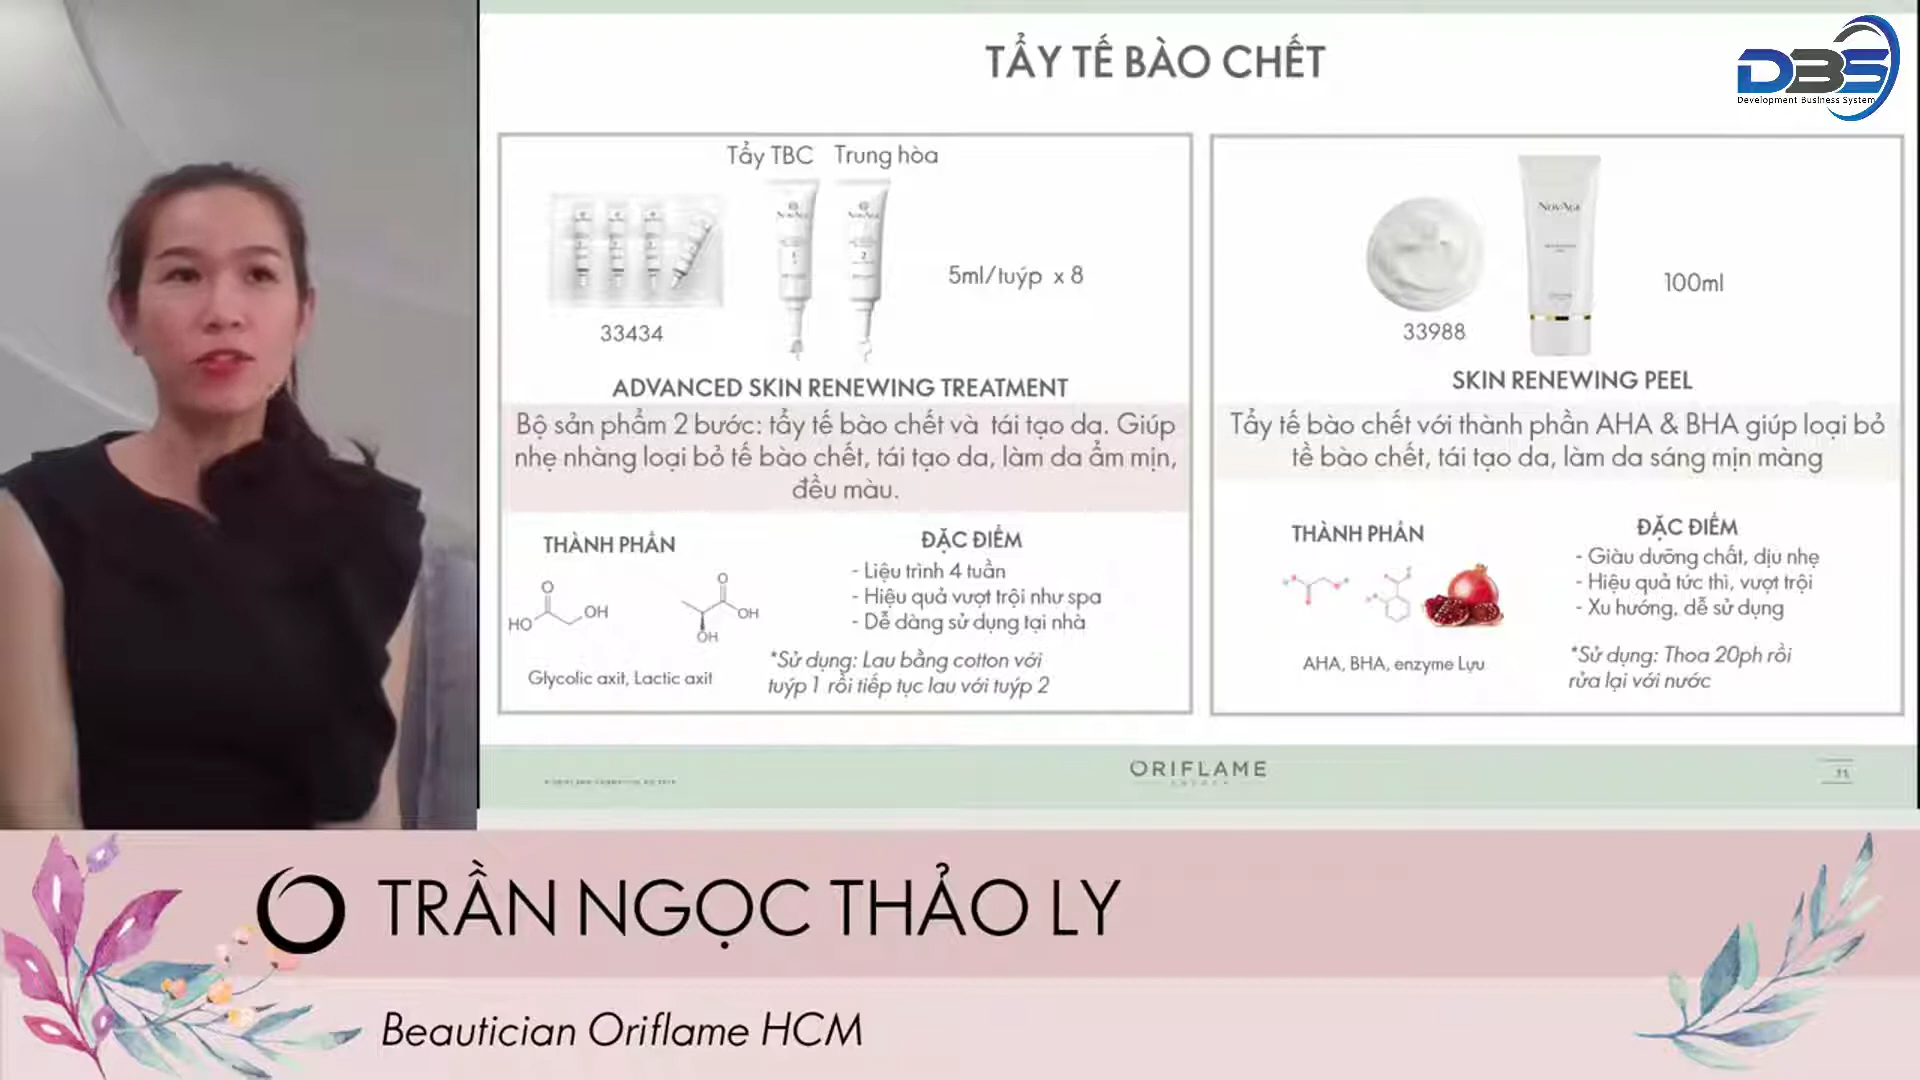 TẨY TẾ BÀO CHẾT
DBS
Development Business System
Tẩy TBC Trung hòa
NOVAGE
NOVAGE
1
2
5ml/tuýp x 8
33434
ADVANCED SKIN RENEWING TREATMENT
Bộ sản phẩm 2 bước: tẩy tế bào chết và tái tạo da. Giúp
nhẹ nhàng loại bỏ tế bào chết, tái tạo da, làm da ẩm mịn,
đều màu.
THÀNH PHẦN
HO O OH
O OH OH
Glycolic axit, Lactic axit
ĐẶC ĐIỂM
- Liệu trình 4 tuần
- Hiệu quả vượt trội như spa
- Dễ dàng sử dụng tại nhà
*Sử dụng: Lau bằng cotton với
tuýp 1 rồi tiếp tục lau với tuýp 2
NOVAGE
100ml
33988
SKIN RENEWING PEEL
Tẩy tế bào chết với thành phần AHA & BHA giúp loại bỏ
tề bào chết, tái tạo da, làm da sáng mịn màng
THÀNH PHẦN
AHA, BHA, enzyme Lựu
ĐẶC ĐIỂM
- Giàu dưỡng chất, dịu nhẹ
- Hiệu quả tức thì, vượt trội
- Xu hướng, dễ sử dụng
*Sử dụng: Thoa 20ph rồi
rửa lại với nước
ORIFLAME
TRẦN NGỌC THẢO LY
Beautician Oriflame HCM